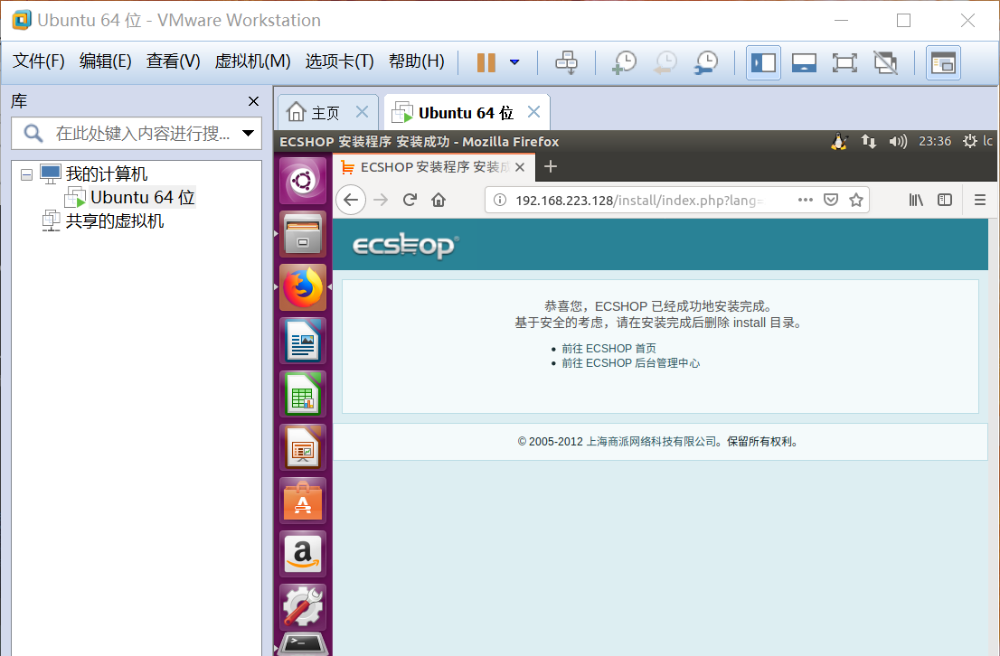 Ubuntu 64 位 - VMware Workstation
文件(F) 编辑(E) 查看(V) 虚拟机(M) 选项卡(T) 帮助(H)
库
在此处键入内容进行搜...
我的计算机
Ubuntu 64 位
共享的虚拟机
主页
Ubuntu 64 位
ECSHOP 安装程序 安装成功 - Mozilla Firefox
23:36
lc
ECSHOP 安装程序 安装成
192.168.223.128/install/index.php?lang=
ecshop®
恭喜您，ECSHOP 已经成功地安装完成。
基于安全的考虑，请在安装完成后删除 install 目录。
前往 ECSHOP 首页
前往 ECSHOP 后台管理中心
© 2005-2012 上海商派网络科技有限公司。保留所有权利。